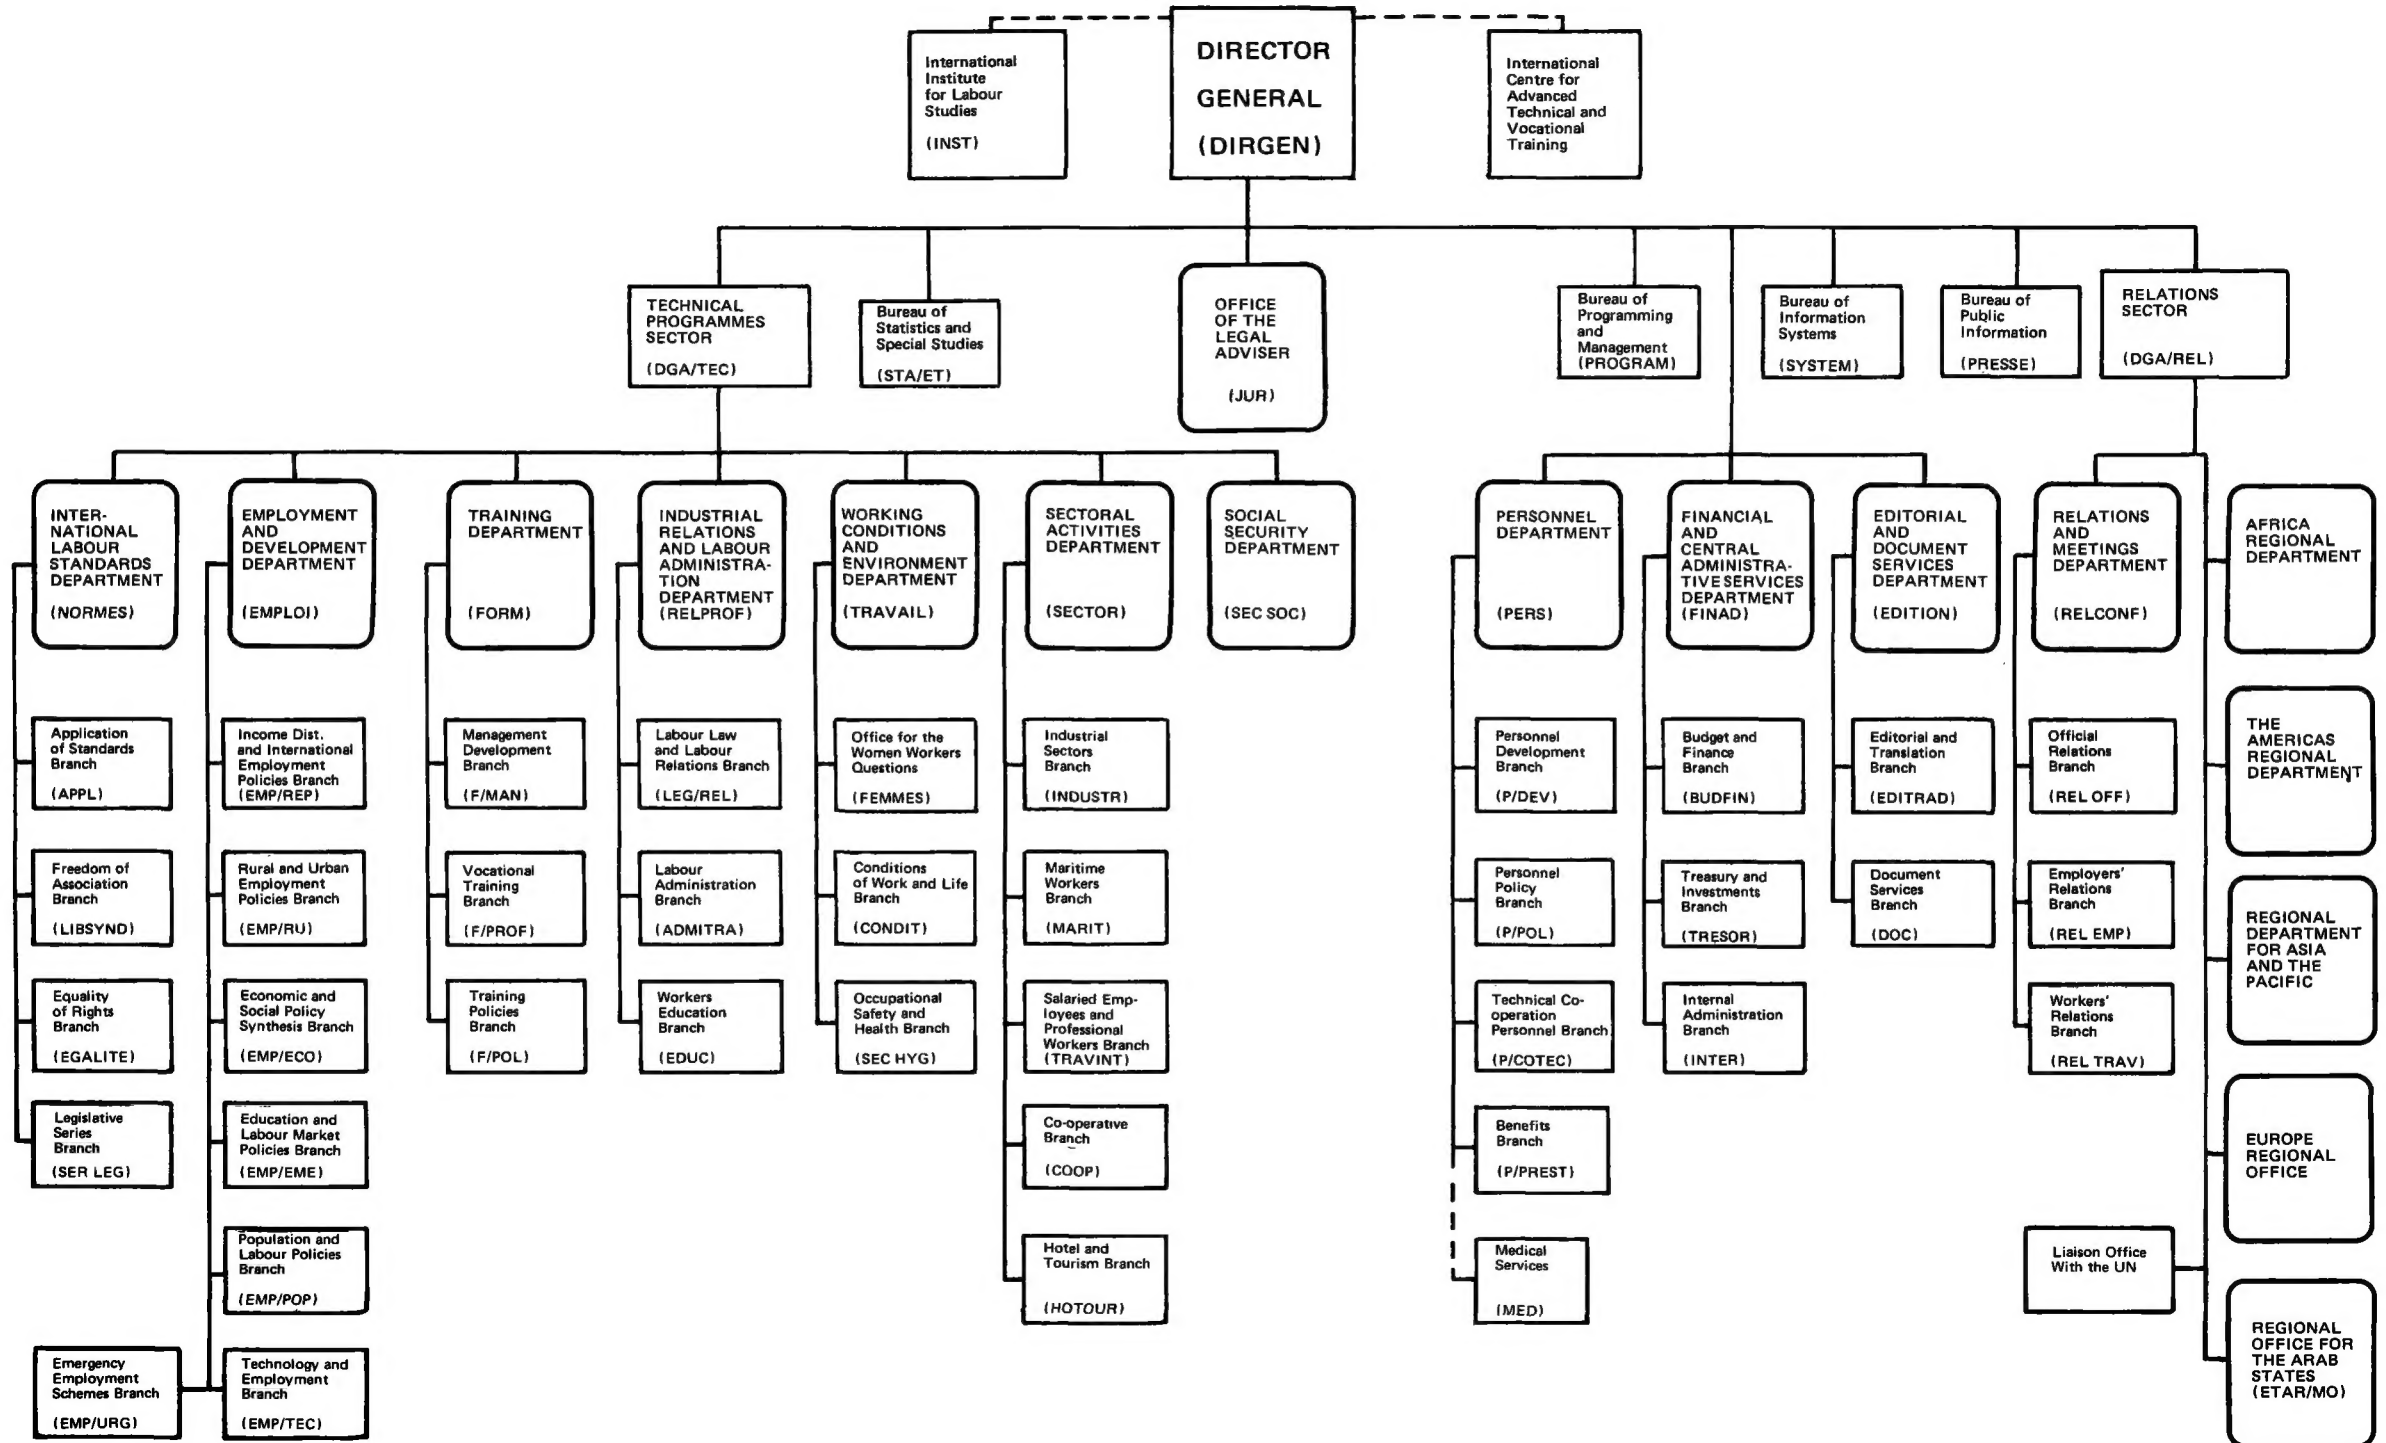 International
Institute
for Labour
Studies
(INST)
DIRECTOR
GENERAL
(DIRGEN)
International
Centre for
Advanced
Technical and
Vocational
Training
TECHNICAL
PROGRAMMES
SECTOR
(DGA/TEC)
Bureau of
Statistics and
Special Studies
(STA/ET)
OFFICE
OF THE
LEGAL
ADVISER
(JUR)
Bureau of
Programming
and
Management
(PROGRAM)
Bureau of
Information
Systems
(SYSTEM)
Bureau of
Public
Information
(PRESSE)
RELATIONS
SECTOR
(DGA/REL)
INTER-
NATIONAL
LABOUR
STANDARDS
DEPARTMENT
(NORMES)
EMPLOYMENT
AND
DEVELOPMENT
DEPARTMENT
(EMPLOI)
TRAINING
DEPARTMENT
(FORM)
INDUSTRIAL
RELATIONS
AND LABOUR
ADMINISTRA-
TION
DEPARTMENT
(RELPROF)
WORKING
CONDITIONS
AND
ENVIRONMENT
DEPARTMENT
(TRAVAIL)
SECTORAL
ACTIVITIES
DEPARTMENT
(SECTOR)
SOCIAL
SECURITY
DEPARTMENT
(SEC SOC)
PERSONNEL
DEPARTMENT
(PERS)
FINANCIAL
AND
CENTRAL
ADMINISTRA-
TIVE SERVICES
DEPARTMENT
(FINAD)
EDITORIAL
AND
DOCUMENT
SERVICES
DEPARTMENT
(EDITION)
RELATIONS
AND
MEETINGS
DEPARTMENT
(RELCONF)
AFRICA
REGIONAL
DEPARTMENT
Application
of Standards
Branch
(APPL)
Income Dist.
and International
Employment
Policies Branch
(EMP/REP)
Management
Development
Branch
(F/MAN)
Labour Law
and Labour
Relations Branch
(LEG/REL)
Office for the
Women Workers
Questions
(FEMMES)
Industrial
Sectors
Branch
(INDUSTR)
Personnel
Development
Branch
(P/DEV)
Budget and
Finance
Branch
(BUDFIN)
Editorial and
Translation
Branch
(EDITRAD)
Official
Relations
Branch
(REL OFF)
THE
AMERICAS
REGIONAL
DEPARTMENT
Freedom of
Association
Branch
(LIBSYND)
Rural and Urban
Employment
Policies Branch
(EMP/RU)
Vocational
Training
Branch
(F/PROF)
Labour
Administration
Branch
(ADMITRA)
Conditions
of Work and Life
Branch
(CONDIT)
Maritime
Workers
Branch
(MARIT)
Personnel
Policy
Branch
(P/POL)
Treasury and
Investments
Branch
(TRESOR)
Document
Services
Branch
(DOC)
Employers'
Relations
Branch
(REL EMP)
REGIONAL
DEPARTMENT
FOR ASIA
AND THE
PACIFIC
Equality
of Rights
Branch
(EGALITE)
Economic and
Social Policy
Synthesis Branch
(EMP/ECO)
Training
Policies
Branch
(F/POL)
Workers
Education
Branch
(EDUC)
Occupational
Safety and
Health Branch
(SEC HYG)
Salaried Emp-
loyees and
Professional
Workers Branch
(TRAVINT)
Technical Co-
operation
Personnel Branch
(P/COTEC)
Internal
Administration
Branch
(INTER)
Workers'
Relations
Branch
(REL TRAV)
Legislative
Series
Branch
(SER LEG)
Education and
Labour Market
Policies Branch
(EMP/EME)
Co-operative
Branch
(COOP)
Benefits
Branch
(P/PREST)
EUROPE
REGIONAL
OFFICE
Population and
Labour Policies
Branch
(EMP/POP)
Hotel and
Tourism Branch
(HOTOUR)
Medical
Services
(MED)
Liaison Office
With the UN
Emergency
Employment
Schemes Branch
(EMP/URG)
Technology and
Employment
Branch
(EMP/TEC)
REGIONAL
OFFICE FOR
THE ARAB
STATES
(ETAR/MO)